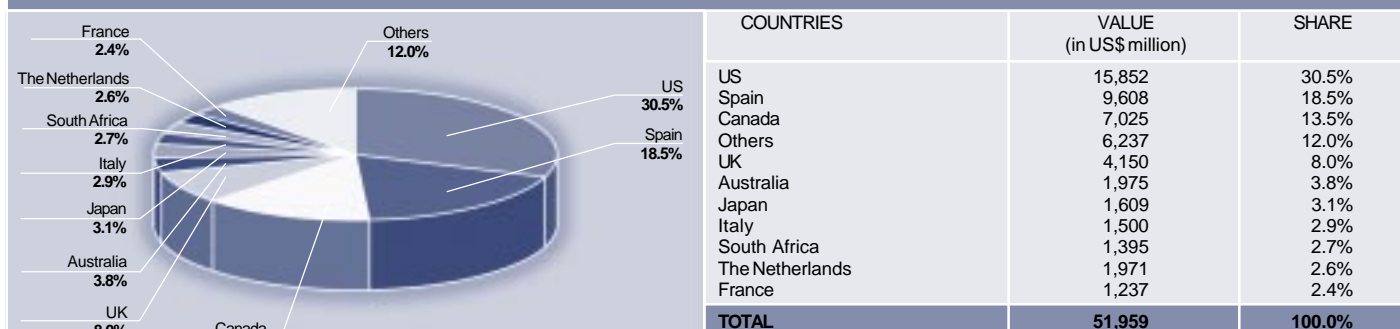 France
2.4%
Others
12.0%
The Netherlands
2.6%
US
30.5%
South Africa
2.7%
Spain
18.5%
Italy
2.9%
Japan
3.1%
Australia
3.8%
UK
8.0%
Canada
COUNTRIES VALUE SHARE
(in US$ million)
US 15,852 30.5%
Spain 9,608 18.5%
Canada 7,025 13.5%
Others 6,237 12.0%
UK 4,150 8.0%
Australia 1,975 3.8%
Japan 1,609 3.1%
Italy 1,500 2.9%
South Africa 1,395 2.7%
The Netherlands 1,971 2.6%
France 1,237 2.4%
TOTAL 51,959 100.0%